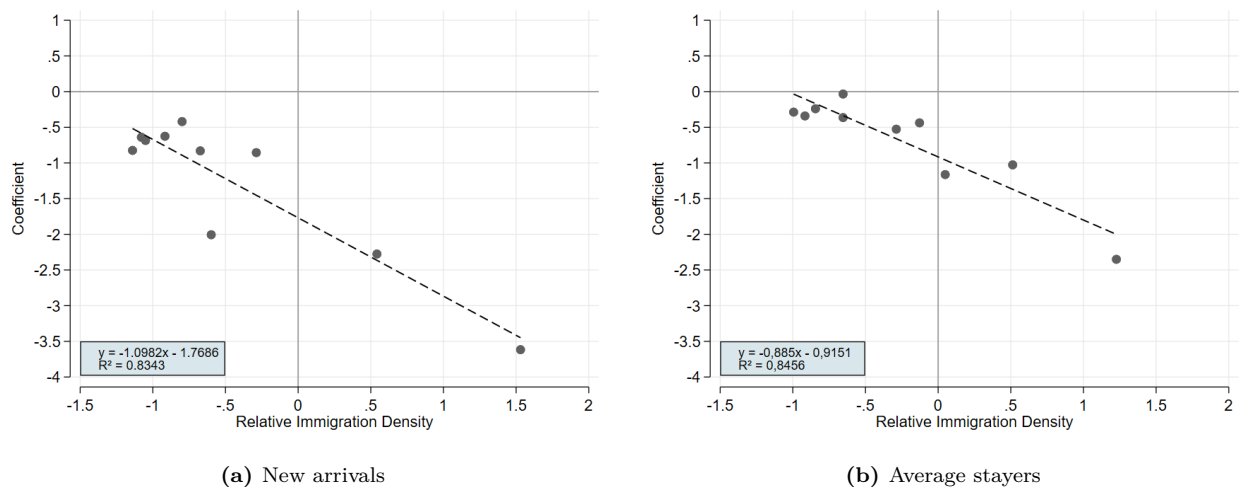 1
.5
0
-.5
-1
-1.5
-2
-2.5
-3
-3.5
-4
Coefficient
y = -1.0982x - 1.7686
R² = 0.8343
-1.5 -1 -.5 0 .5 1 1.5 2
Relative Immigration Density
(a) New arrivals
1
.5
0
-.5
-1
-1.5
-2
-2.5
-3
-3.5
-4
Coefficient
y = -0,885x - 0,9151
R² = 0,8456
-1.5 -1 -.5 0 .5 1 1.5 2
Relative Immigration Density
(b) Average stayers